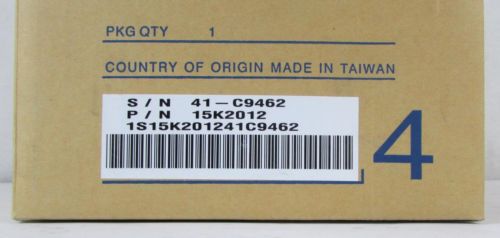 PKG QTY 1
COUNTRY OF ORIGIN MADE IN TAIWAN
S / N 41-C9462
P / N 15K2012
1S15K201241C9462
4